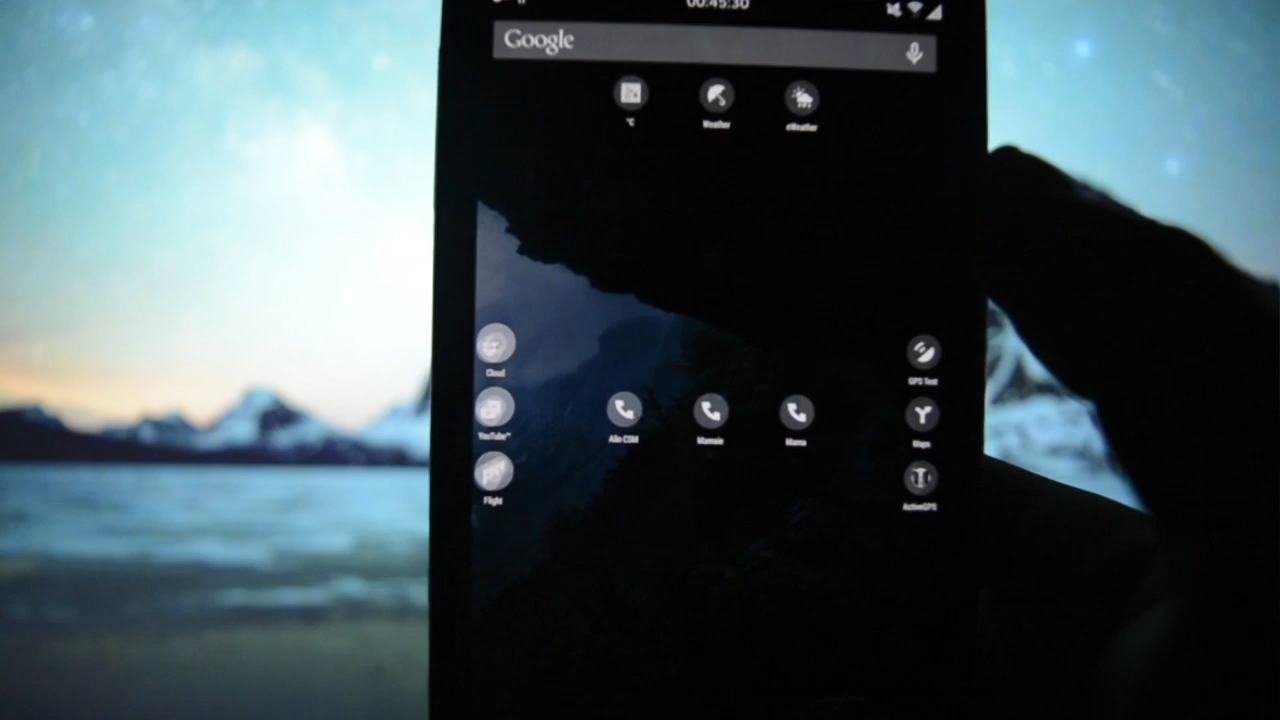 00:45:30
Google
°C
Weather
eWeather
Cloud
YouTube™
Flight
Alin CSM
Mamaie
Mama
GPS Test
Maps
ActiveGPS